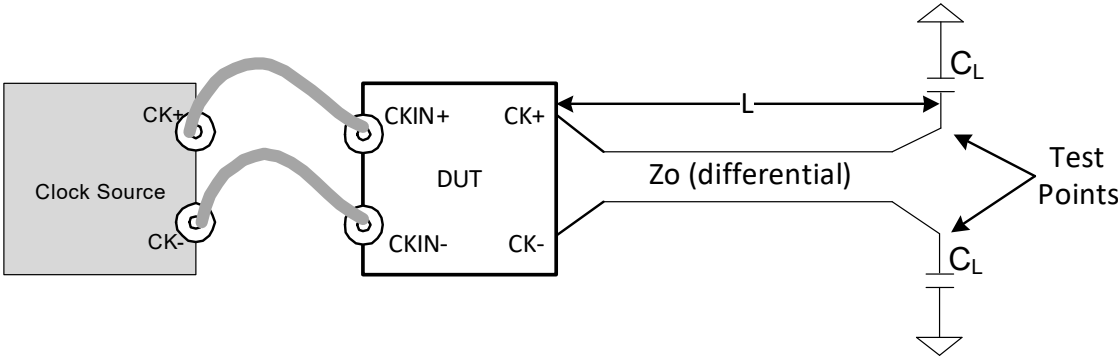 CK+
Clock Source
CK-
CKIN+
CK+
DUT
CKIN-
CK-
L
Zo (differential)
CL
Test
Points
CL